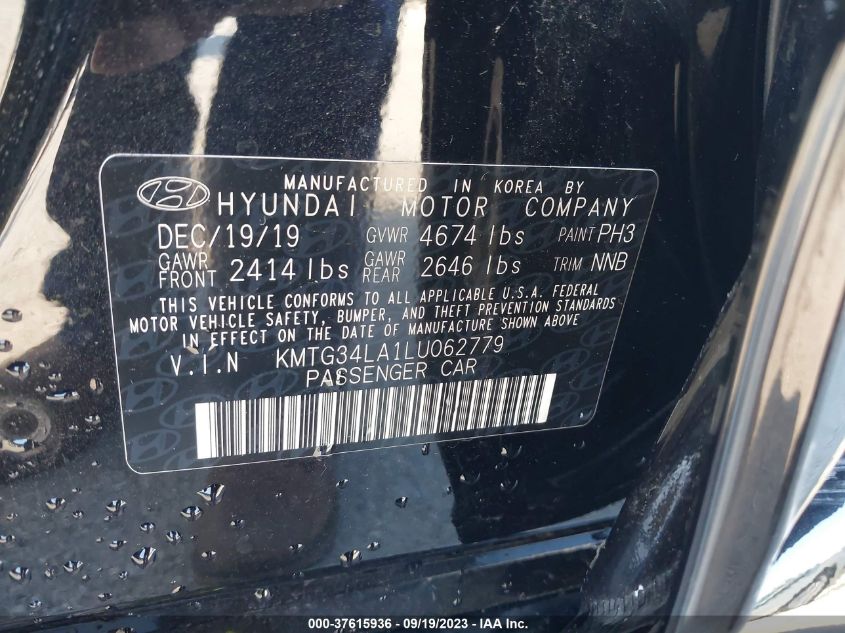 MANUFACTURED IN KOREA BY
HYUNDAI MOTOR COMPANY
DEC/19/19 GVWR 4674 lbs PAINT PH3
GAWR FRONT 2414 lbs GAWR REAR 2646 lbs TRIM NNB
THIS VEHICLE CONFORMS TO ALL APPLICABLE U.S.A. FEDERAL
MOTOR VEHICLE SAFETY, BUMPER, AND THEFT PREVENTION STANDARDS
IN EFFECT ON THE DATE OF MANUFACTURE SHOWN ABOVE
V.I.N KMTG34LA1LU062779
PASSENGER CAR
000-37615936 - 09/19/2023 - IAA Inc.